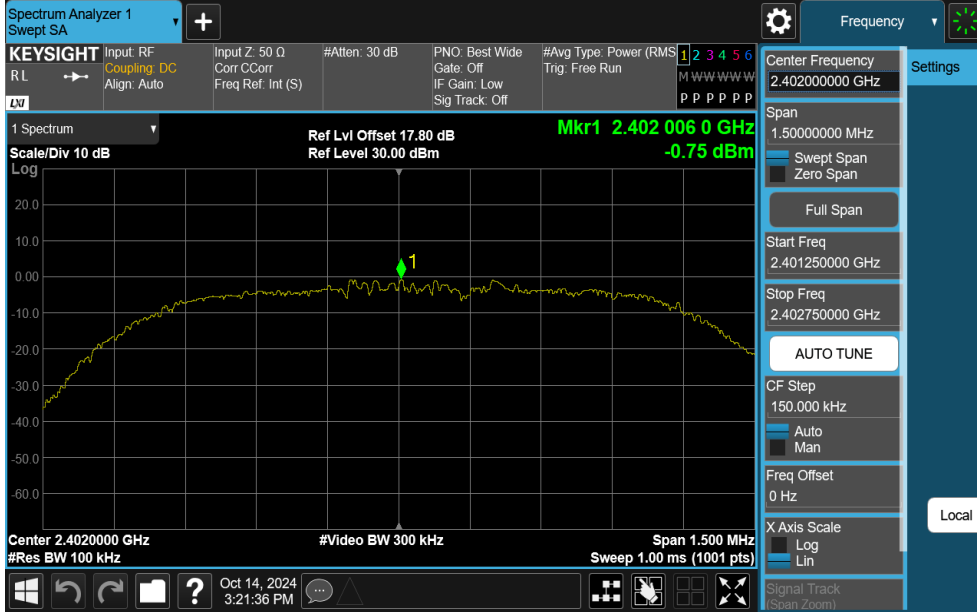 Spectrum Analyzer 1
Swept SA
+
Frequency
KEYSIGHT
R L
LXI
Input: RF
Coupling: DC
Align: Auto
Input Z: 50 Ω
Corr CCorr
Freq Ref: Int (S)
#Atten: 30 dB
PNO: Best Wide
Gate: Off
IF Gain: Low
Sig Track: Off
#Avg Type: Power (RMS
Trig: Free Run
1 2 3 4 5 6
M W W W W W
P P P P P P
Center Frequency
2.402000000 GHz
Settings
Span
1.50000000 MHz
Swept Span
Zero Span
Full Span
Start Freq
2.401250000 GHz
Stop Freq
2.402750000 GHz
AUTO TUNE
CF Step
150.000 kHz
Auto
Man
Freq Offset
0 Hz
X Axis Scale
Log
Lin
Signal Track
(Span Zoom)
Local
1 Spectrum
Scale/Div 10 dB
Log
Ref Lvl Offset 17.80 dB
Ref Level 30.00 dBm
Mkr1 2.402 006 0 GHz
-0.75 dBm
1
20.0
10.0
0.00
-10.0
-20.0
-30.0
-40.0
-50.0
-60.0
Center 2.4020000 GHz
#Res BW 100 kHz
#Video BW 300 kHz
Span 1.500 MHz
Sweep 1.00 ms (1001 pts)
?
Oct 14, 2024
3:21:36 PM